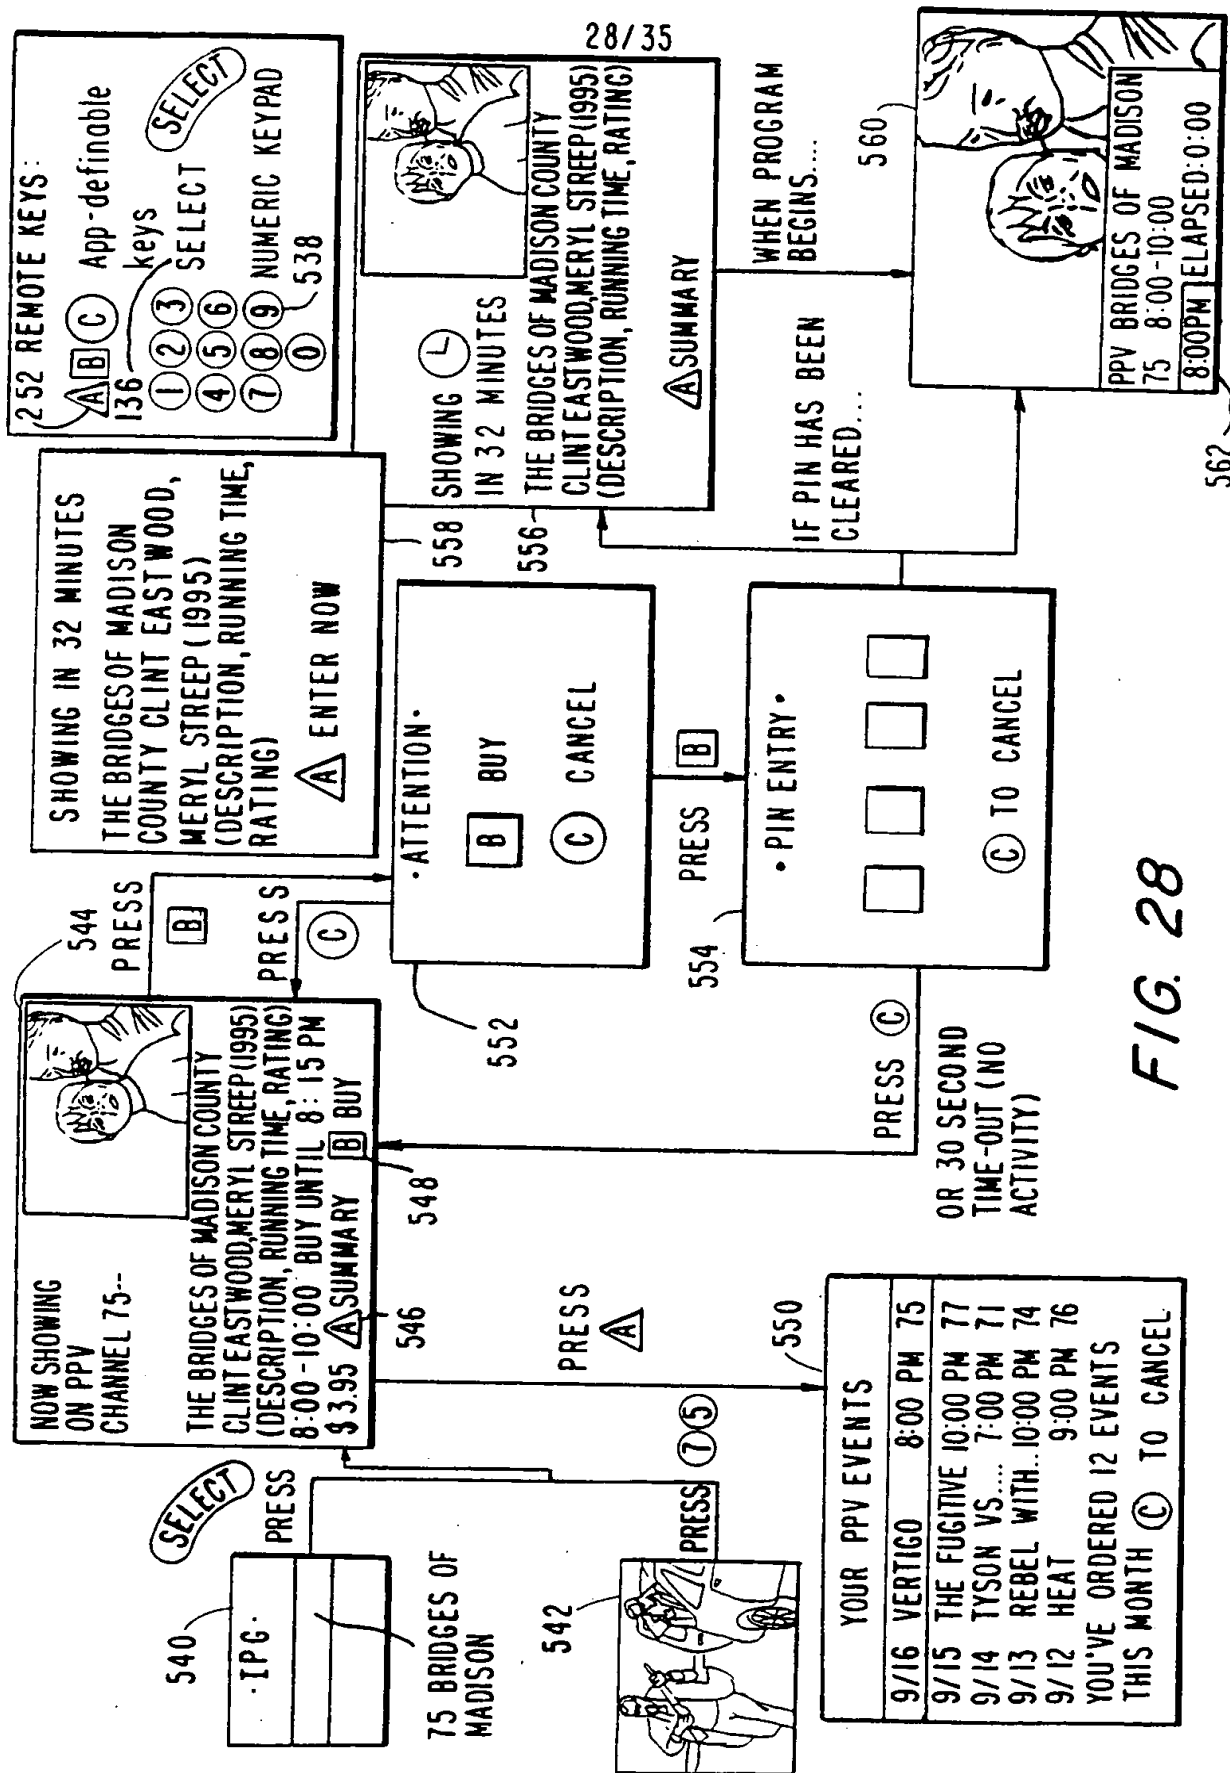 28/35
252 REMOTE KEYS:
A B C App-definable
keys
136
1 2 3 SELECT
SELECT
4 5 6
7 8 9 NUMERIC KEYPAD
0
538
SHOWING IN 32 MINUTES
THE BRIDGES OF MADISON
COUNTY CLINT EASTWOOD,
MERYL STREEP (1995)
(DESCRIPTION, RUNNING TIME,
RATING)
A ENTER NOW
558
556
SHOWING
IN 32 MINUTES
THE BRIDGES OF MADISON COUNTY
CLINT EASTWOOD,MERYL STREEP(1995)
(DESCRIPTION, RUNNING TIME, RATING)
A SUMMARY
WHEN PROGRAM
BEGINS....
544
NOW SHOWING
ON PPV
CHANNEL 75--
THE BRIDGES OF MADISON COUNTY
CLINT EASTWOOD,MERYL STREEP(1995)
(DESCRIPTION, RUNNING TIME, RATING)
8:00-10:00 BUY UNTIL 8:15 PM
$3.95 A SUMMARY B BUY
546
548
PRESS
B
PRESS
C
·ATTENTION·
B BUY
C CANCEL
552
PRESS B
554
·PIN ENTRY·
C TO CANCEL
IF PIN HAS BEEN
CLEARED....
560
PPV BRIDGES OF MADISON
75 8:00-10:00
8:00PM ELAPSED:0:00
562
PRESS C
OR 30 SECOND
TIME-OUT (NO
ACTIVITY)
SELECT
PRESS
540
·IPG·
75 BRIDGES OF
MADISON
542
PRESS 7 5
PRESS
A
550
YOUR PPV EVENTS
9/16 VERTIGO 8:00 PM 75
9/15 THE FUGITIVE 10:00 PM 77
9/14 TYSON VS.... 7:00 PM 71
9/13 REBEL WITH..10:00 PM 74
9/12 HEAT 9:00 PM 76
YOU'VE ORDERED 12 EVENTS
THIS MONTH C TO CANCEL
FIG. 28